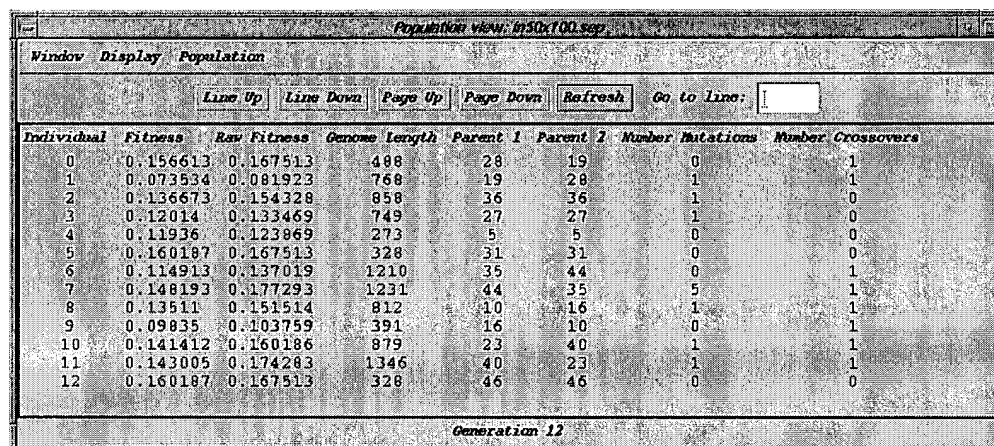 Population view: in50x100.sep
Window Display Population
Line Up Line Down Page Up Page Down Refresh Go to line:
Individual Fitness Raw Fitness Genome Length Parent 1 Parent 2 Number Mutations Number Crossovers
0 0.156613 0.167513 488 28 19 0 1
1 0.073534 0.081923 768 19 28 1 1
2 0.136673 0.154328 858 36 36 1 0
3 0.12014 0.133469 749 27 27 1 0
4 0.11936 0.123869 273 5 5 0 0
5 0.160187 0.167513 328 31 31 0 0
6 0.114913 0.137019 1210 35 44 0 1
7 0.148193 0.177293 1231 44 35 5 1
8 0.13511 0.151514 812 10 16 1 1
9 0.09835 0.103759 391 16 10 0 1
10 0.141412 0.160186 879 23 40 1 1
11 0.143005 0.174283 1346 40 23 1 1
12 0.160187 0.167513 328 46 46 0 0
Generation 12